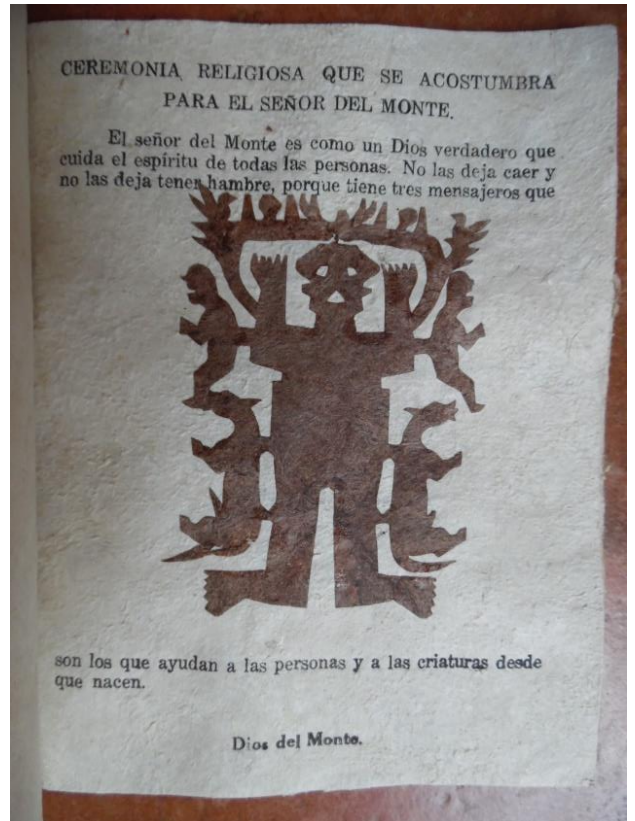 CEREMONIA RELIGIOSA QUE SE ACOSTUMBRA
PARA EL SEÑOR DEL MONTE.
El señor del Monte es como un Dios verdadero que
cuida el espíritu de todas las personas. No las deja caer y
no las deja tener hambre, porque tiene tres mensajeros que
son los que ayudan a las personas y a las criaturas desde
que nacen.
Dios del Monte.